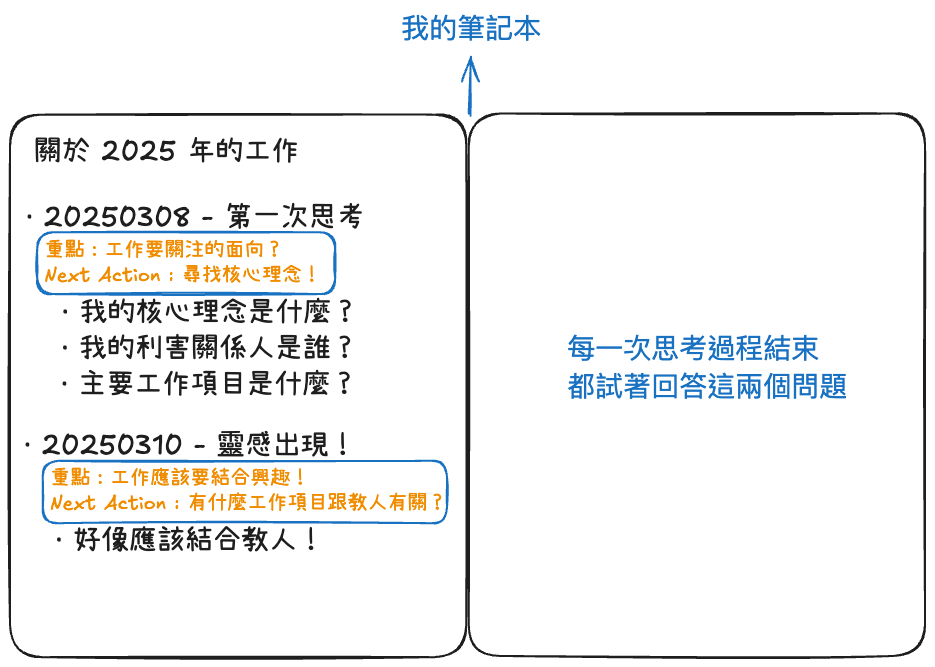 我的筆記本
關於 2025 年的工作
· 20250308 - 第一次思考
重點：工作要關注的面向？
Next Action：尋找核心理念！
· 我的核心理念是什麼？
· 我的利害關係人是誰？
· 主要工作項目是什麼？
· 20250310 - 靈感出現！
重點：工作應該要結合興趣！
Next Action：有什麼工作項目跟教人有關？
· 好像應該結合教人！
每一次思考過程結束
都試著回答這兩個問題